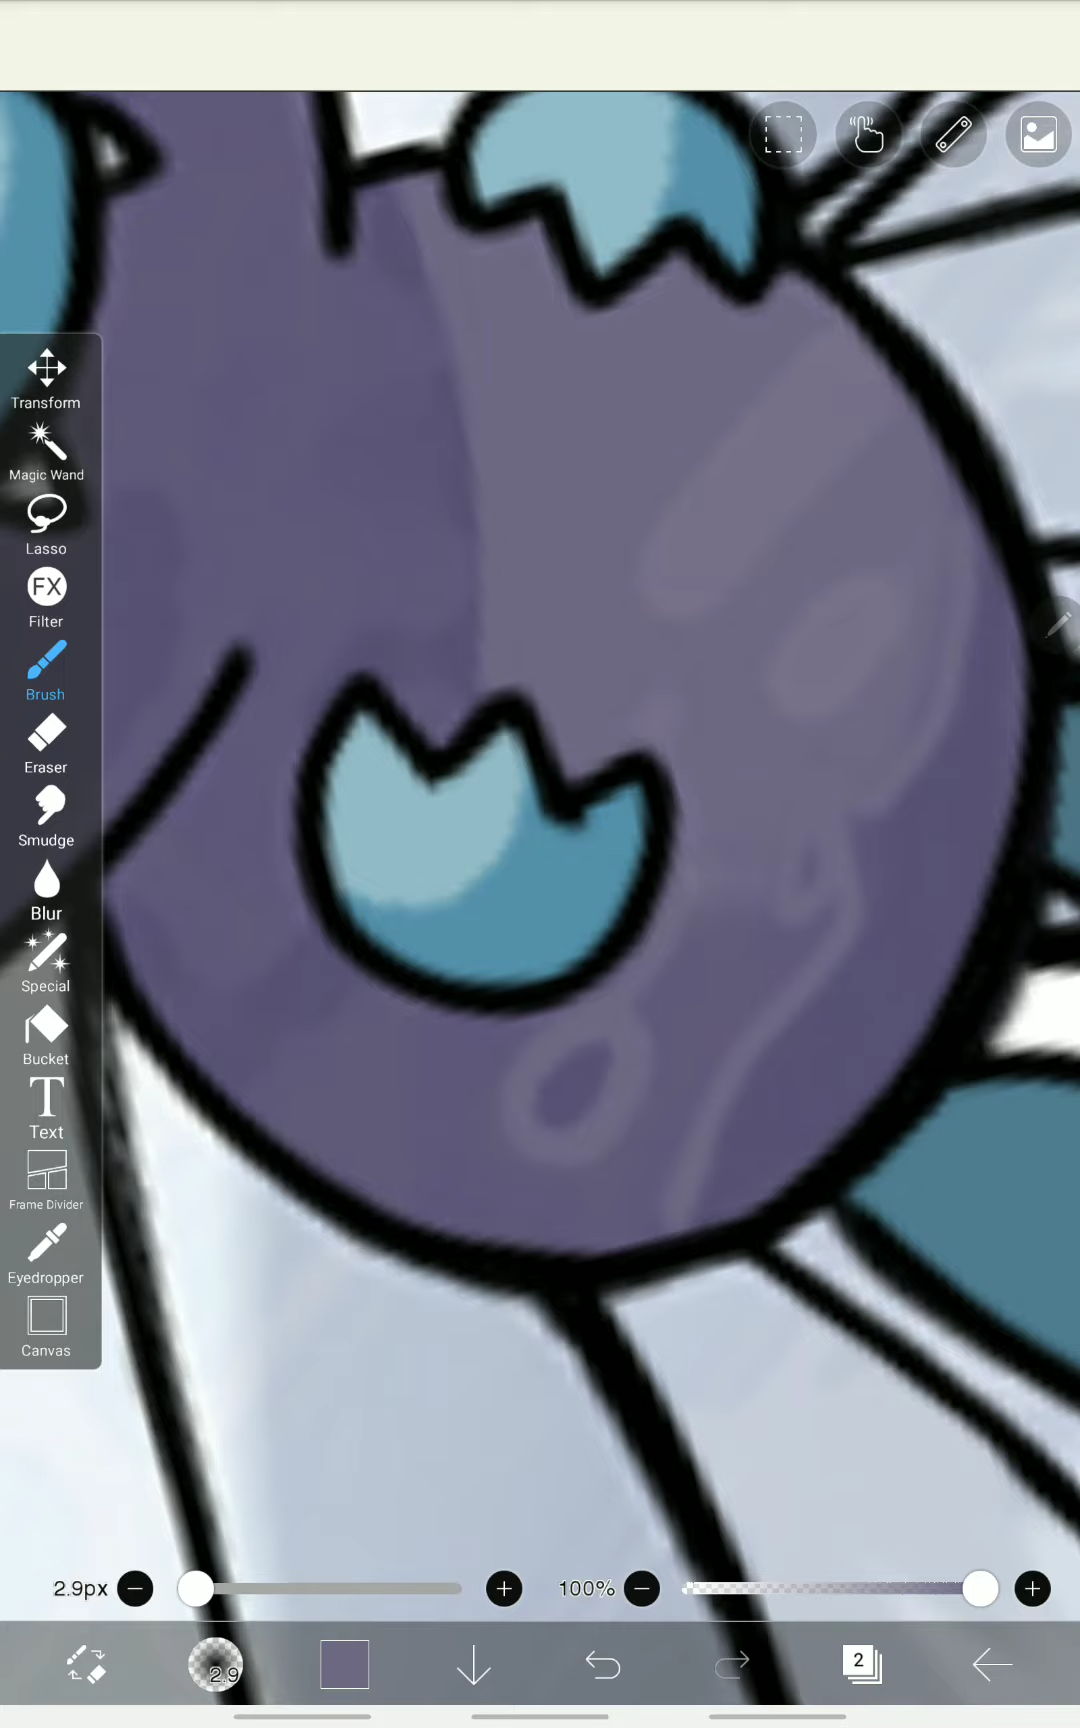 Transform
Magic Wand
Lasso
FX
Filter
Brush
Eraser
Smudge
Blur
Special
Bucket
T
Text
Frame Divider
Eyedropper
Canvas
2.9px
100%
2.9
2